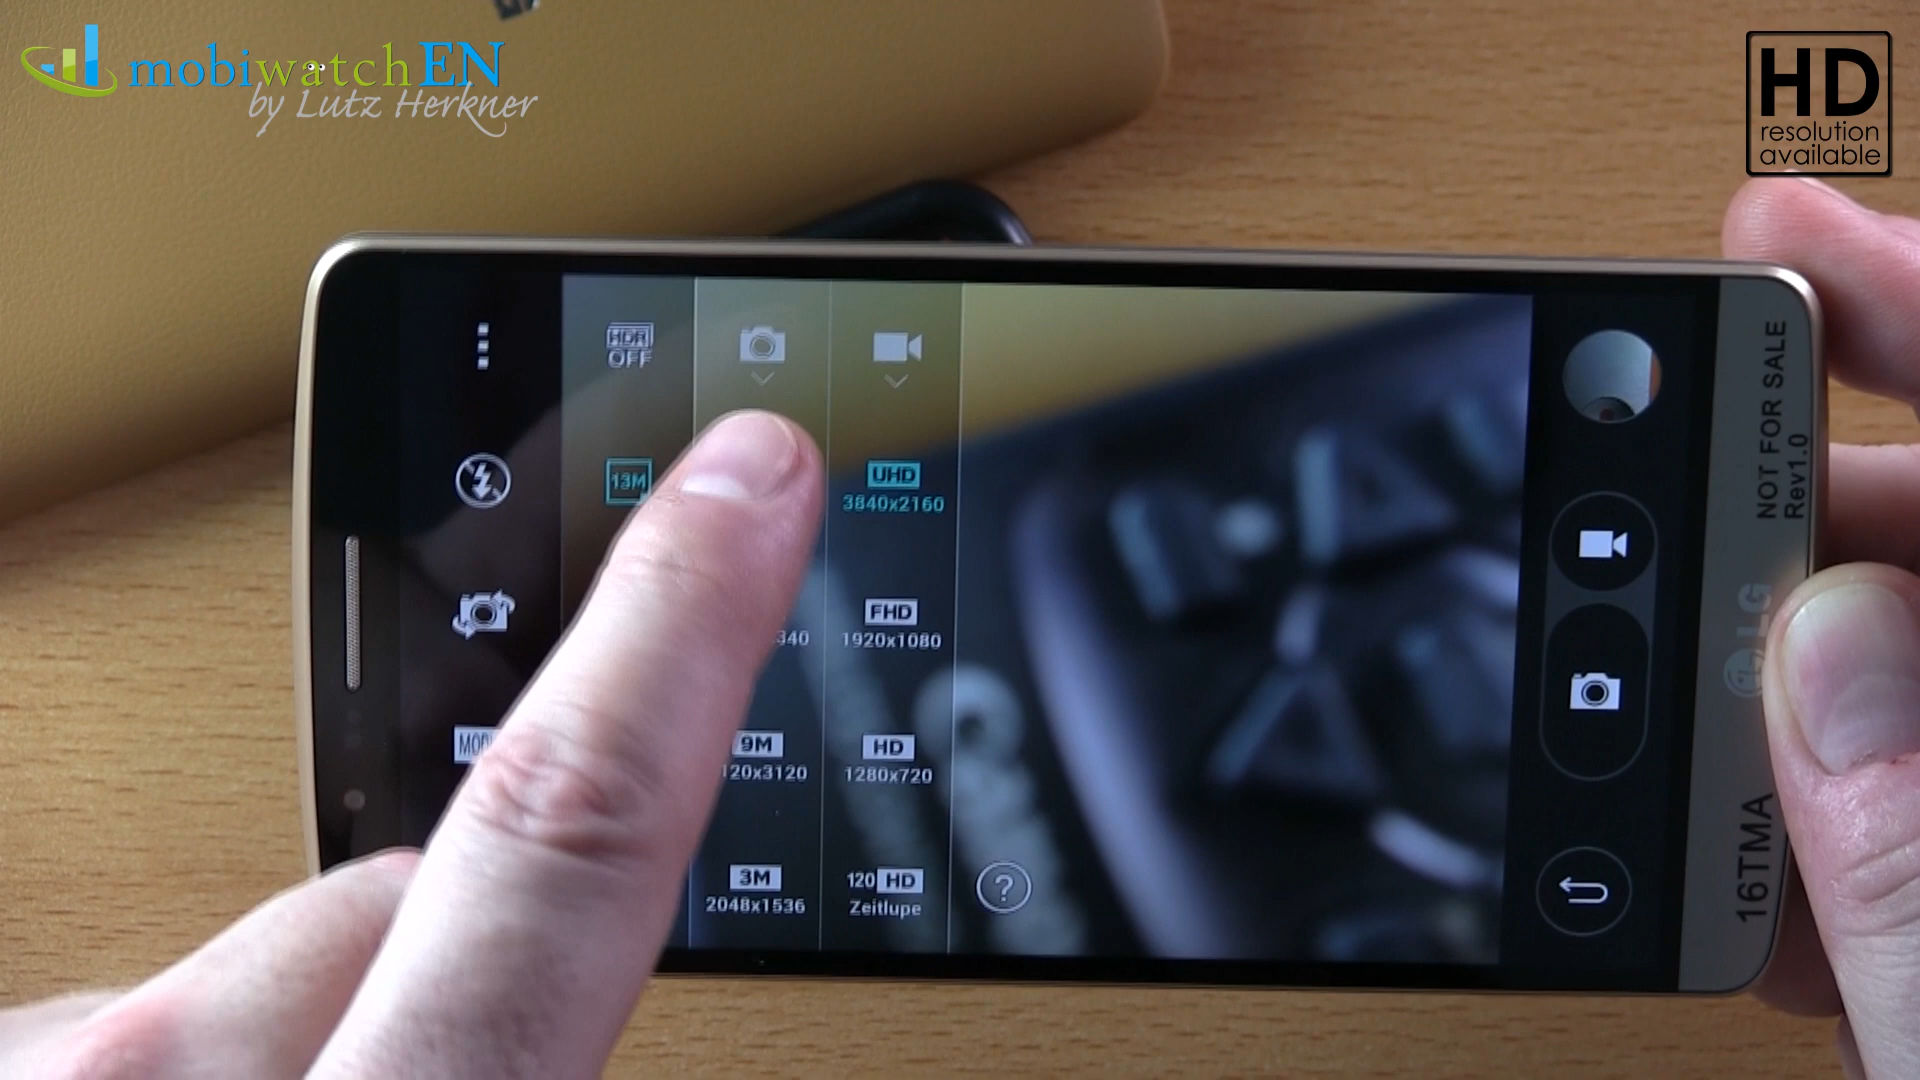 mobiwatchEN
by Lutz Herkner
HD
resolution
available
HDR
OFF
13M
UHD
3840x2160
FHD
1920x1080
9M
HD
1280x720
3M
2048x1536
120 HD
Zeitlupe
?
NOT FOR SALE
Rev1.0
LG
16TMA